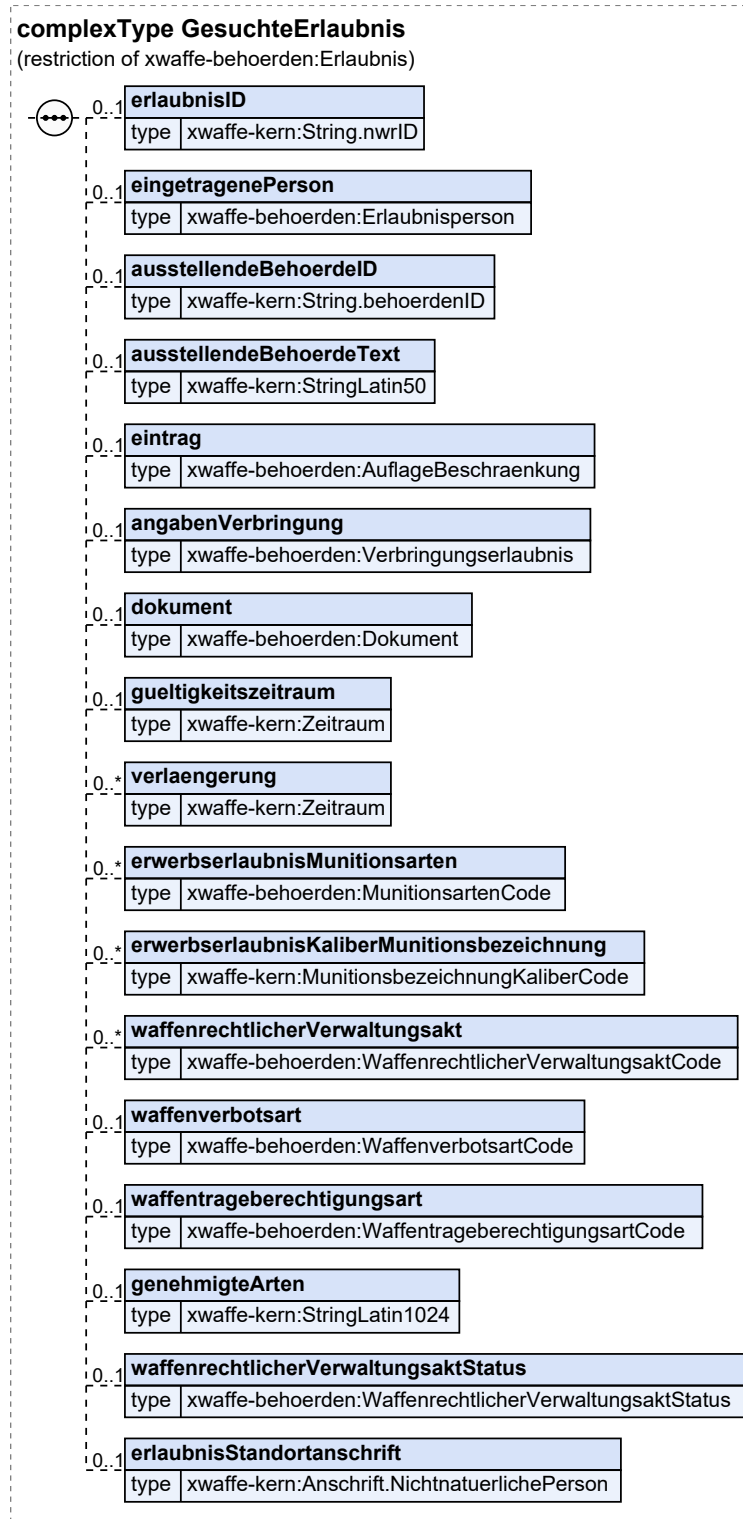 complexType GesuchteErlaubnis
(restriction of xwaffe-behoerden:Erlaubnis)
0..1 erlaubnisID
type xwaffe-kern:String.nwrID
0..1 eingetragenePerson
type xwaffe-behoerden:Erlaubnisperson
0..1 ausstellendeBehoerdeID
type xwaffe-kern:String.behoerdenID
0..1 ausstellendeBehoerdeText
type xwaffe-kern:StringLatin50
0..1 eintrag
type xwaffe-behoerden:AuflageBeschraenkung
0..1 angabenVerbringung
type xwaffe-behoerden:Verbringungserlaubnis
0..1 dokument
type xwaffe-behoerden:Dokument
0..1 gueltigkeitszeitraum
type xwaffe-kern:Zeitraum
0..* verlaengerung
type xwaffe-kern:Zeitraum
0..* erwerbserlaubnisMunitionsarten
type xwaffe-behoerden:MunitionsartenCode
0..* erwerbserlaubnisKaliberMunitionsbezeichnung
type xwaffe-kern:MunitionsbezeichnungKaliberCode
0..* waffenrechtlicherVerwaltungsakt
type xwaffe-behoerden:WaffenrechtlicherVerwaltungsaktCode
0..1 waffenverbotsart
type xwaffe-behoerden:WaffenverbotsartCode
0..1 waffentrageberechtigungsart
type xwaffe-behoerden:WaffentrageberechtigungsartCode
0..1 genehmigteArten
type xwaffe-kern:StringLatin1024
0..1 waffenrechtlicherVerwaltungsaktStatus
type xwaffe-behoerden:WaffenrechtlicherVerwaltungsaktStatus
0..1 erlaubnisStandortanschrift
type xwaffe-kern:Anschrift.NichtnatuerlichePerson